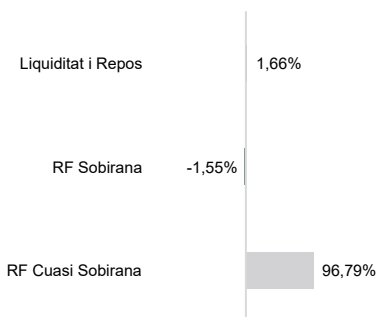 Liquiditat i Repos 1,66%
RF Sobirana -1,55%
RF Cuasi Sobirana 96,79%